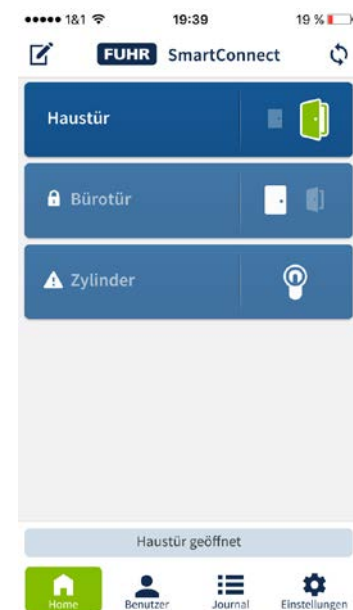 1&1 19:39 19 %
FUHR SmartConnect
Haustür
Bürotür
Zylinder
Haustür geöffnet
Home Benutzer Journal Einstellungen